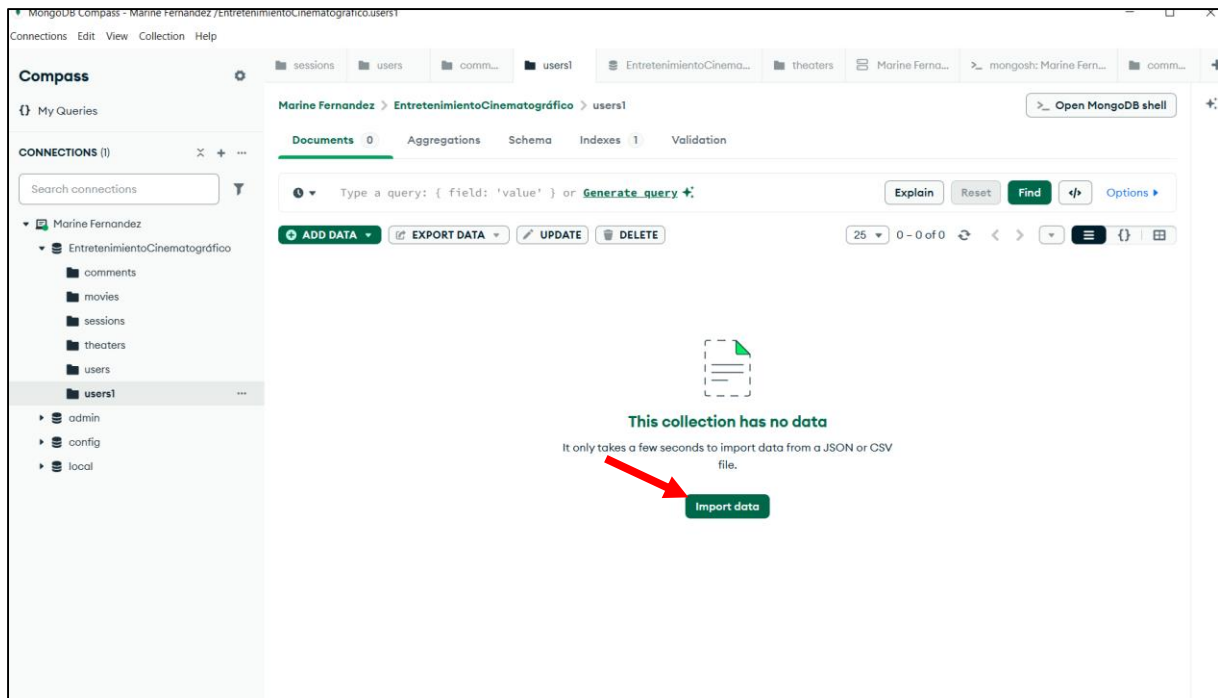 MongoDB Compass - Marine Fernandez /EntretenimientoCinematográfico.users1
Connections Edit View Collection Help
Compass
{} My Queries
CONNECTIONS (1)
Search connections
Marine Fernandez
EntretenimientoCinematográfico
comments
movies
sessions
theaters
users
users1
admin
config
local
sessions users comm... users1 EntretenimientoCinema... theaters Marine Ferna... >_ mongosh: Marine Fern... comm...
Marine Fernandez > EntretenimientoCinematográfico > users1
>_ Open MongoDB shell
Documents 0 Aggregations Schema Indexes 1 Validation
Type a query: { field: 'value' } or Generate query
Explain Reset Find </> Options
ADD DATA EXPORT DATA UPDATE DELETE
25 0 – 0 of 0 {}
This collection has no data
It only takes a few seconds to import data from a JSON or CSV
file.
Import data